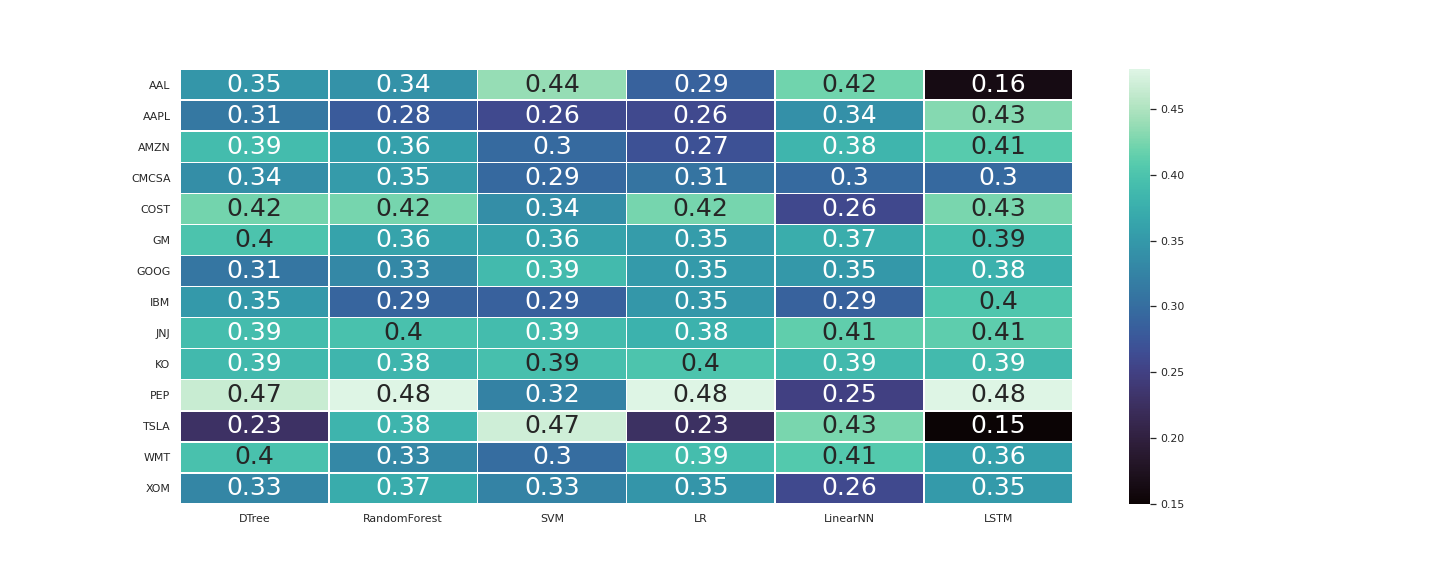 AAL 0.35 0.34 0.44 0.29 0.42 0.16
AAPL 0.31 0.28 0.26 0.26 0.34 0.43
AMZN 0.39 0.36 0.3 0.27 0.38 0.41
CMCSA 0.34 0.35 0.29 0.31 0.3 0.3
COST 0.42 0.42 0.34 0.42 0.26 0.43
GM 0.4 0.36 0.36 0.35 0.37 0.39
GOOG 0.31 0.33 0.39 0.35 0.35 0.38
IBM 0.35 0.29 0.29 0.35 0.29 0.4
JNJ 0.39 0.4 0.39 0.38 0.41 0.41
KO 0.39 0.38 0.39 0.4 0.39 0.39
PEP 0.47 0.48 0.32 0.48 0.25 0.48
TSLA 0.23 0.38 0.47 0.23 0.43 0.15
WMT 0.4 0.33 0.3 0.39 0.41 0.36
XOM 0.33 0.37 0.33 0.35 0.26 0.35
DTree RandomForest SVM LR LinearNN LSTM
0.45
0.40
0.35
0.30
0.25
0.20
0.15